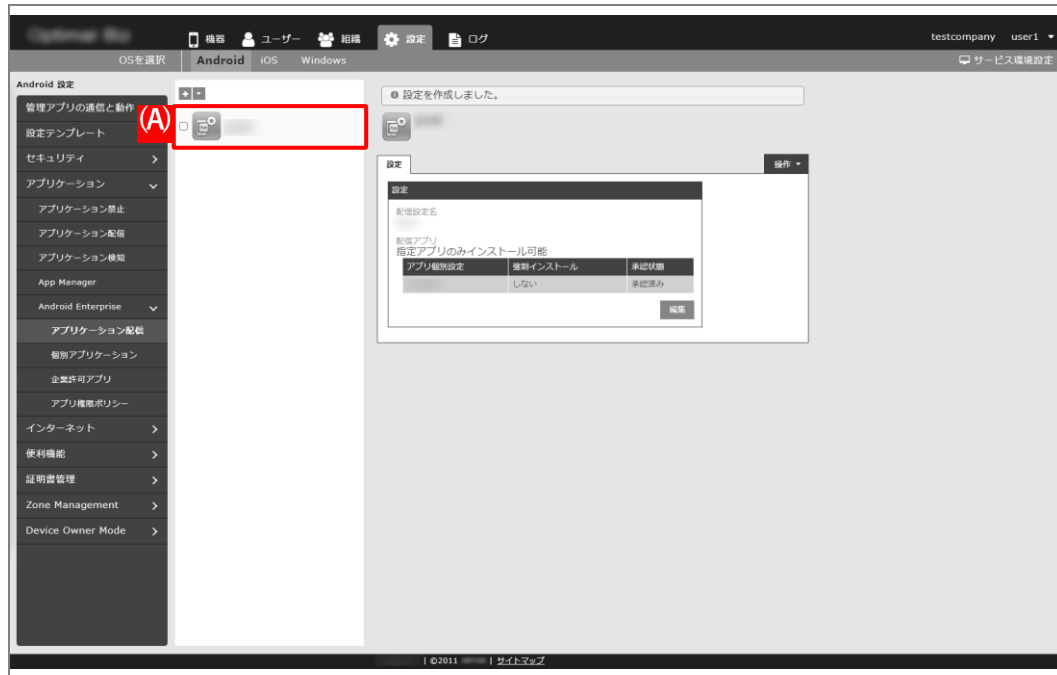 機器 ユーザー 組織 設定 ログ testcompany user1
OSを選択 Android iOS Windows サービス環境設定
Android 設定
管理アプリの通信と動作
設定テンプレート
セキュリティ
アプリケーション
アプリケーション禁止
アプリケーション配信
アプリケーション検知
App Manager
Android Enterprise
アプリケーション配信
個別アプリケーション
企業許可アプリ
アプリ権限ポリシー
インターネット
便利機能
証明書管理
Zone Management
Device Owner Mode
(A)
設定を作成しました。
設定 操作
設定
配信設定名
配信アプリ
指定アプリのみインストール可能
アプリ個別設定 強制インストール 承認状態
しない 承認済み
編集
| ©2011 | サイトマップ